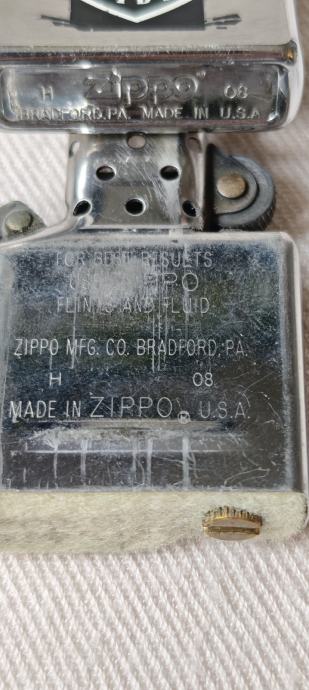 H zippo 08
BRADFORD.PA. MADE IN U.S.A
FOR BEST RESULTS
ZIPPO
FLINTS AND FLUID
ZIPPO MFG. CO. BRADFORD, PA.
H 08
MADE IN ZIPPO® U.S.A.